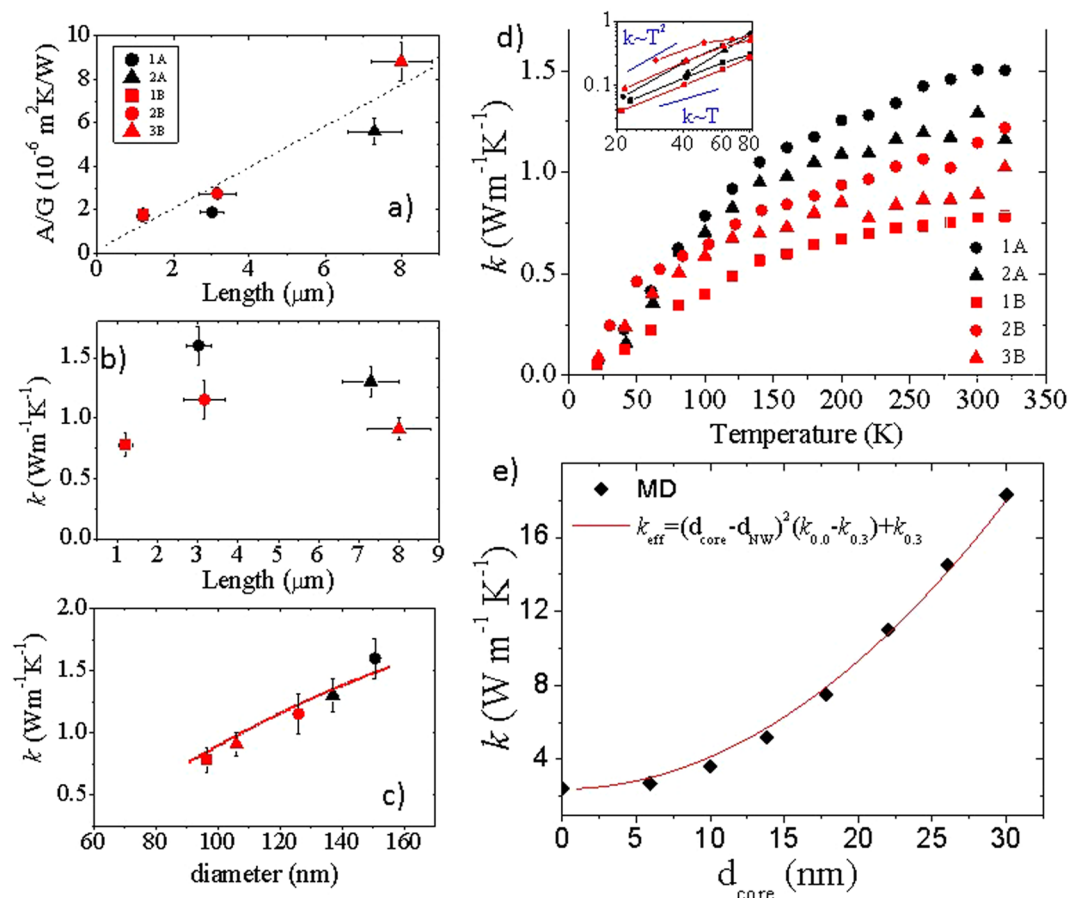 a)
A/G (10⁻⁶ m²K/W)
10
8
6
4
2
0
1A
2A
1B
2B
3B
0 2 4 6 8
Length (μm)
b)
k (Wm⁻¹K⁻¹)
1.5
1.0
0.5
0.0
1 2 3 4 5 6 7 8 9
Length (μm)
c)
k (Wm⁻¹K⁻¹)
2.0
1.5
1.0
0.5
60 80 100 120 140 160
diameter (nm)
d)
k (Wm⁻¹K⁻¹)
1.5
1.0
0.5
0.0
1
0.1
k~T²
k~T
20 40 60 80
1A
2A
1B
2B
3B
0 50 100 150 200 250 300 350
Temperature (K)
e)
k (W m⁻¹ K⁻¹)
16
12
8
4
MD
k_eff=(d_core-d_NW)²(k_0.0-k_0.3)+k_0.3
0 5 10 15 20 25 30
d_core (nm)